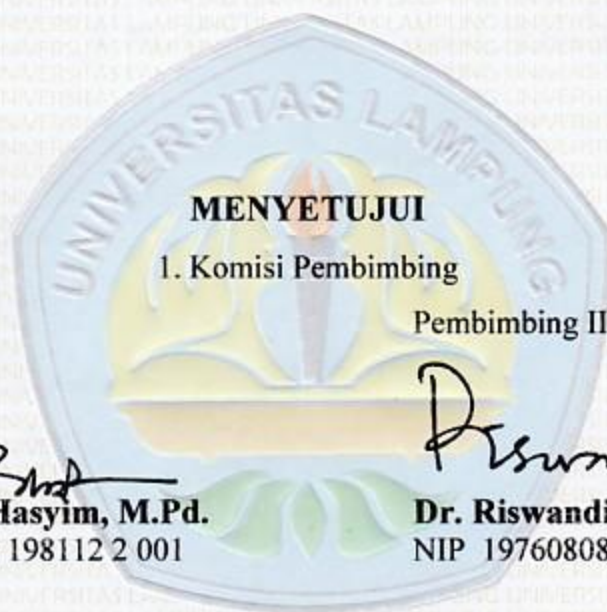 UNIVERSITAS LAMPUNG
MENYETUJUI
1. Komisi Pembimbing
Pembimbing II
Hasyim, M.Pd.
198112 2 001
Dr. Riswandi
NIP 19760808